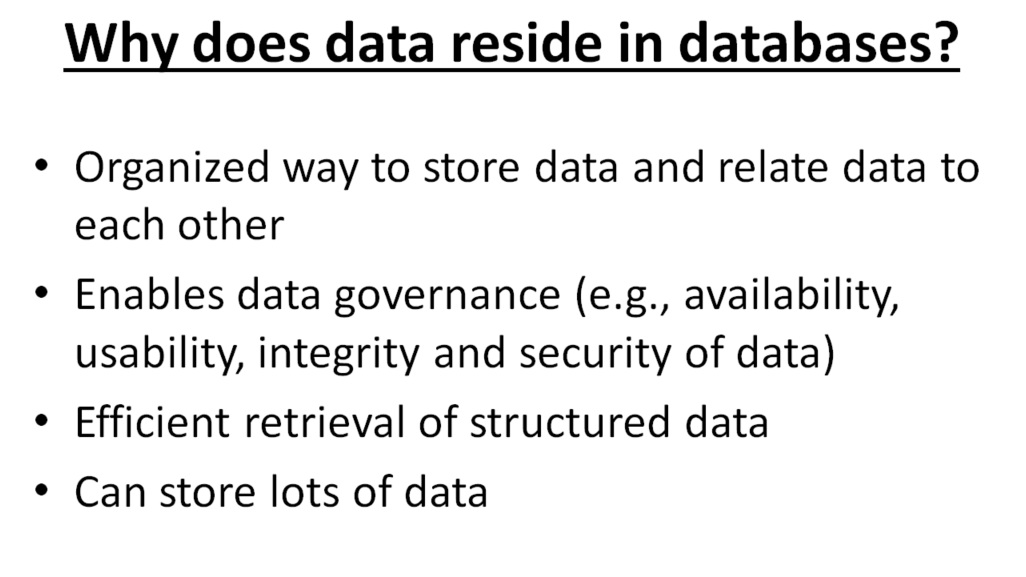 Why does data reside in databases?
• Organized way to store data and relate data to
each other
• Enables data governance (e.g., availability,
usability, integrity and security of data)
• Efficient retrieval of structured data
• Can store lots of data